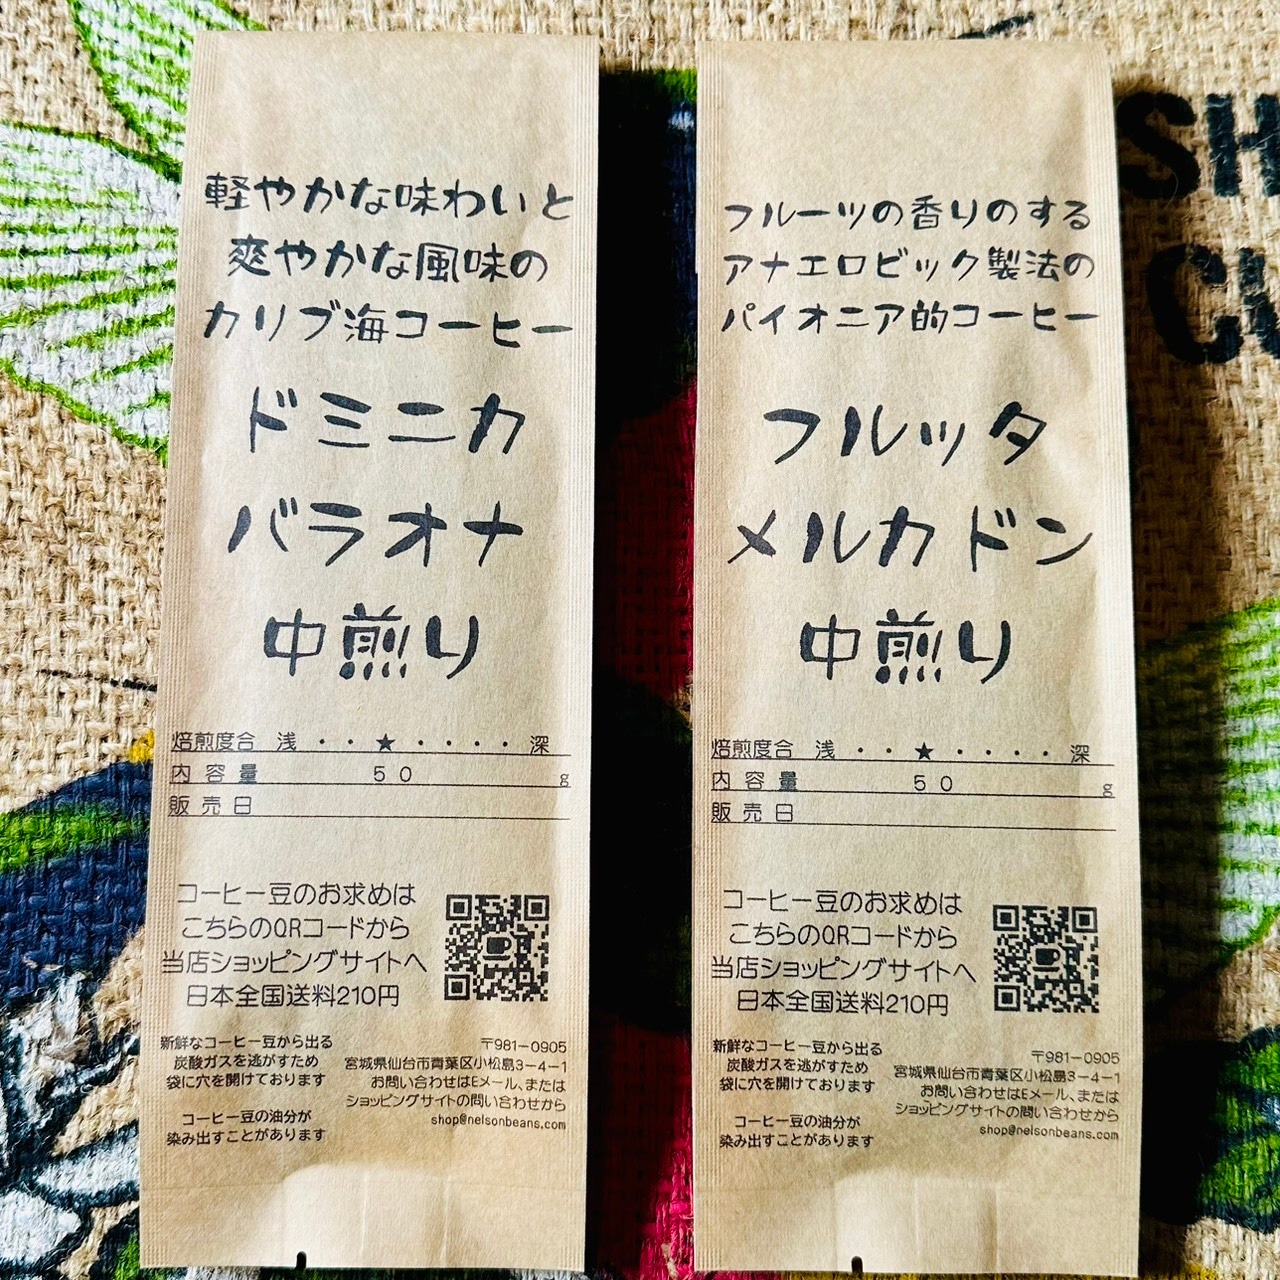 軽やかな味わいと
爽やかな風味の
カリブ海コーヒー
ドミニカ
バラオナ
中煎り
焙煎度合 浅 ・・★・・・・深
内容量 50 g
販売日
コーヒー豆のお求めは
こちらのQRコードから
当店ショッピングサイトへ
日本全国送料210円
新鮮なコーヒー豆から出る
炭酸ガスを逃がすため
袋に穴を開けております
コーヒー豆の油分が
染み出すことがあります
〒981-0905
宮城県仙台市青葉区小松島3-4-1
お問い合わせはEメール、または
ショッピングサイトの問い合わせから
shop@nelsonbeans.com
フルーツの香りのする
アナエロビック製法の
パイオニア的コーヒー
フルッタ
メルカドン
中煎り
焙煎度合 浅 ・・★・・・・深
内容量 50 g
販売日
コーヒー豆のお求めは
こちらのQRコードから
当店ショッピングサイトへ
日本全国送料210円
新鮮なコーヒー豆から出る
炭酸ガスを逃がすため
袋に穴を開けております
コーヒー豆の油分が
染み出すことがあります
〒981-0905
宮城県仙台市青葉区小松島3-4-1
お問い合わせはEメール、または
ショッピングサイトの問い合わせから
shop@nelsonbeans.com
SH
CU